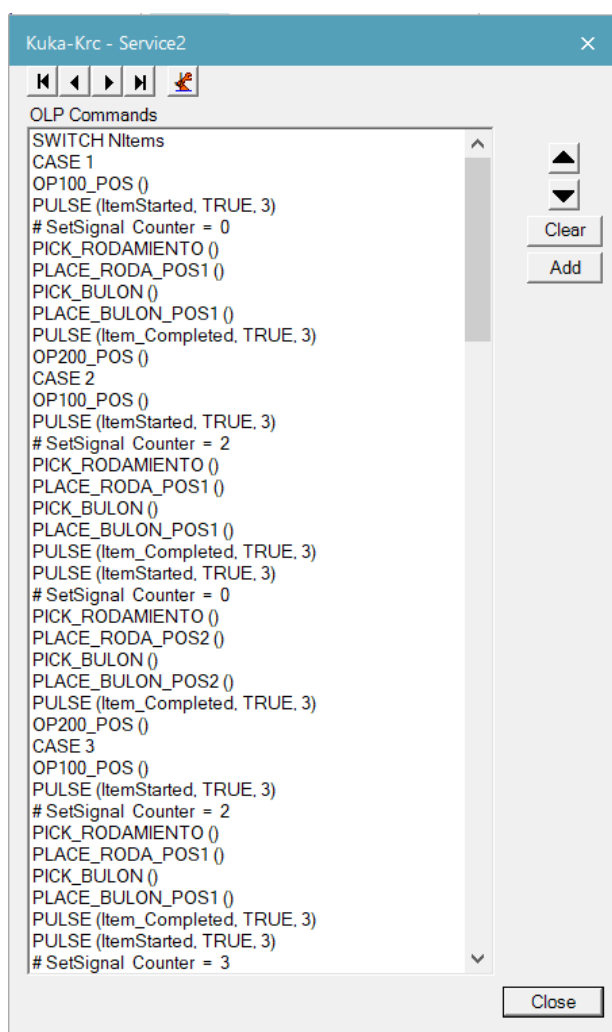 Kuka-Krc - Service2
OLP Commands
SWITCH NItems
CASE 1
OP100_POS ()
PULSE (ItemStarted, TRUE, 3)
# SetSignal Counter = 0
PICK_RODAMIENTO ()
PLACE_RODA_POS1 ()
PICK_BULON ()
PLACE_BULON_POS1 ()
PULSE (Item_Completed, TRUE, 3)
OP200_POS ()
CASE 2
OP100_POS ()
PULSE (ItemStarted, TRUE, 3)
# SetSignal Counter = 2
PICK_RODAMIENTO ()
PLACE_RODA_POS1 ()
PICK_BULON ()
PLACE_BULON_POS1 ()
PULSE (Item_Completed, TRUE, 3)
PULSE (ItemStarted, TRUE, 3)
# SetSignal Counter = 0
PICK_RODAMIENTO ()
PLACE_RODA_POS2 ()
PICK_BULON ()
PLACE_BULON_POS2 ()
PULSE (Item_Completed, TRUE, 3)
OP200_POS ()
CASE 3
OP100_POS ()
PULSE (ItemStarted, TRUE, 3)
# SetSignal Counter = 2
PICK_RODAMIENTO ()
PLACE_RODA_POS1 ()
PICK_BULON ()
PLACE_BULON_POS1 ()
PULSE (Item_Completed, TRUE, 3)
PULSE (ItemStarted, TRUE, 3)
# SetSignal Counter = 3
Clear
Add
Close